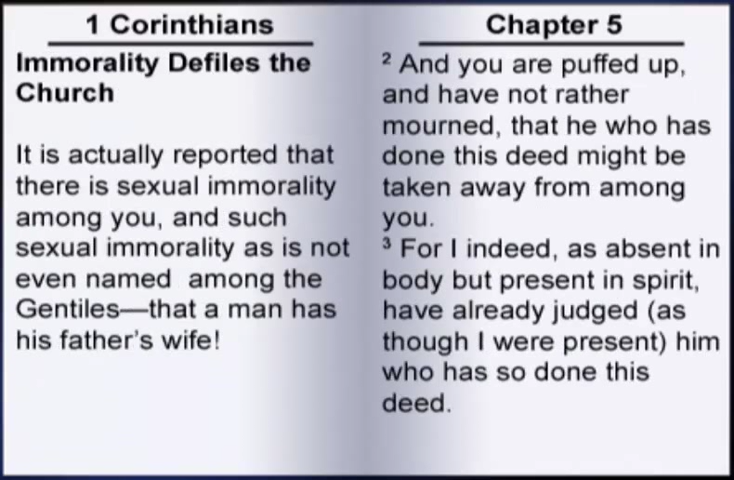 1 Corinthians
Immorality Defiles the
Church
It is actually reported that
there is sexual immorality
among you, and such
sexual immorality as is not
even named among the
Gentiles—that a man has
his father's wife!
Chapter 5
² And you are puffed up,
and have not rather
mourned, that he who has
done this deed might be
taken away from among
you.
³ For I indeed, as absent in
body but present in spirit,
have already judged (as
though I were present) him
who has so done this
deed.